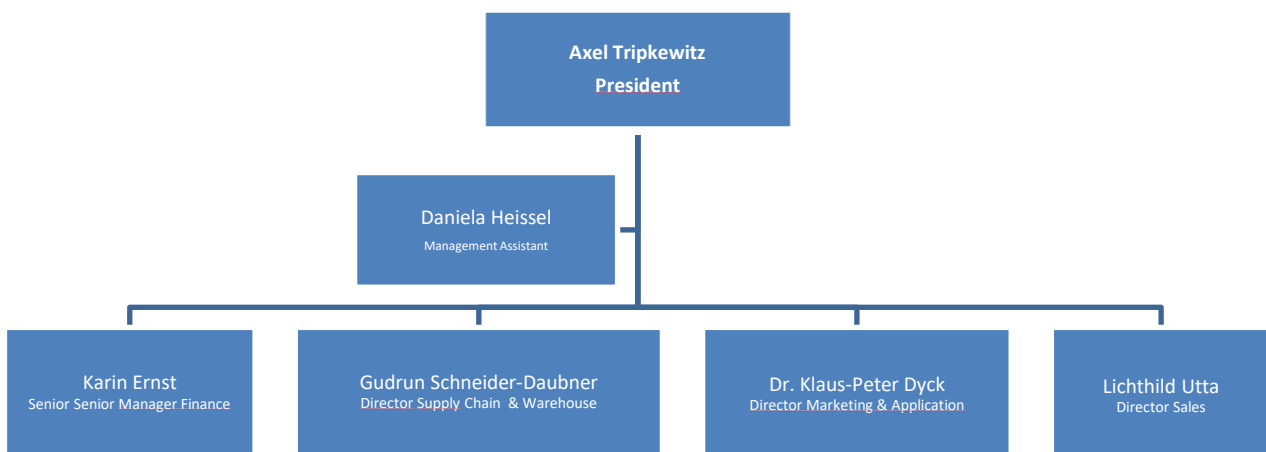 Axel Tripkewitz
President
Daniela Heissel
Management Assistant
Karin Ernst
Senior Senior Manager Finance
Gudrun Schneider-Daubner
Director Supply Chain & Warehouse
Dr. Klaus-Peter Dyck
Director Marketing & Application
Lichthild Utta
Director Sales